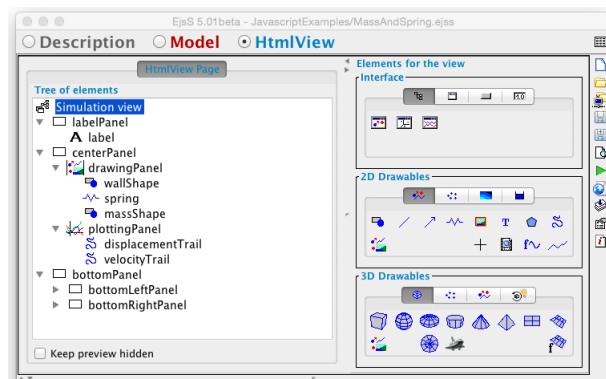 EjsS 5.01beta - JavascriptExamples/MassAndSpring.ejss
Description Model HtmlView
HtmlView Page
Tree of elements
Simulation view
labelPanel
A label
centerPanel
drawingPanel
wallShape
spring
massShape
plottingPanel
displacementTrail
velocityTrail
bottomPanel
bottomLeftPanel
bottomRightPanel
Keep preview hidden
Elements for the view
Interface
2D Drawables
T
3D Drawables
f